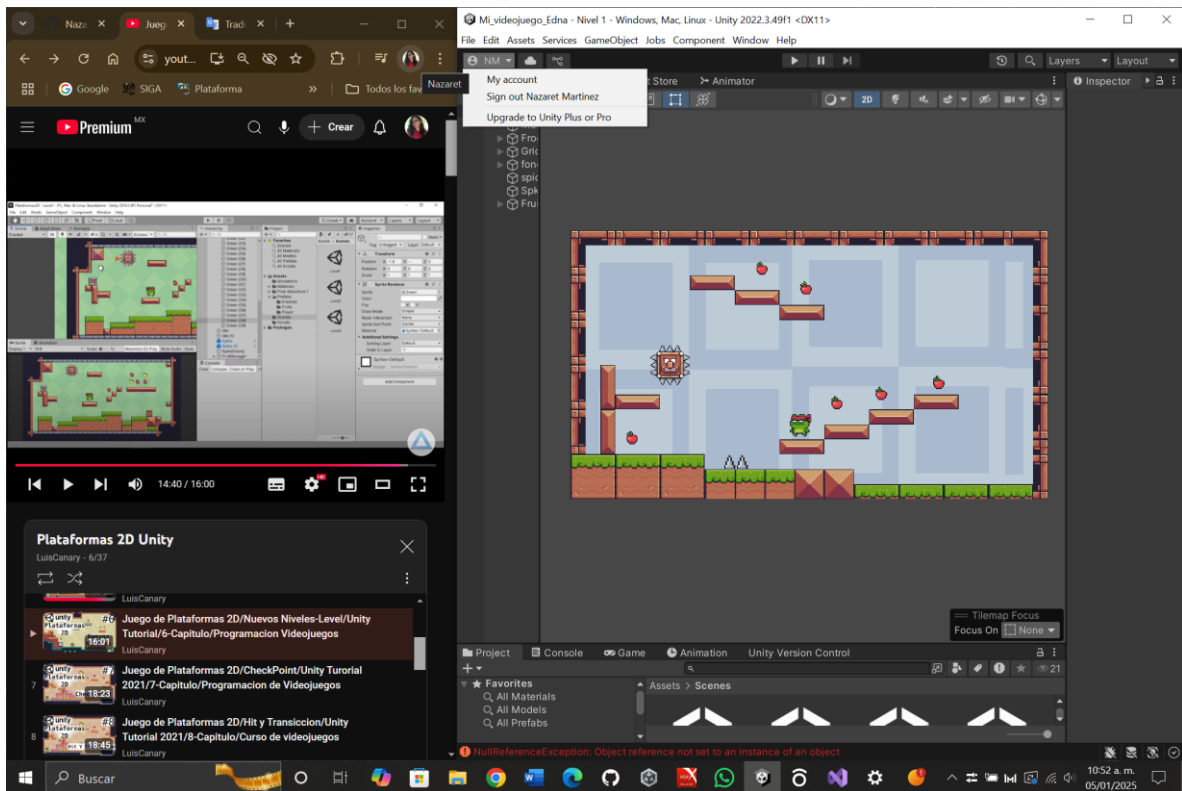 Naza
Jueg
Tradu
yout...
Google
SIGA
Plataforma
Todos los fav
Nazaret
Premium MX
Crear
14:40 / 16:00
Plataformas 2D Unity
LuisCanary - 6/37
LuisCanary
Juego de Plataformas 2D/Nuevos Niveles-Level/Unity
Tutorial/6-Capitulo/Programacion Videojuegos
LuisCanary
16:01
7
Juego de Plataformas 2D/CheckPoint/Unity Turorial
2021/7-Capitulo/Programacion de Videojuegos
LuisCanary
18:23
8
Juego de Plataformas 2D/Hit y Transiccion/Unity
Tutorial 2021/8-Capitulo/Curso de videojuegos
LuisCanary
18:45
Mi_videojuego_Edna - Nivel 1 - Windows, Mac, Linux - Unity 2022.3.49f1 <DX11>
File Edit Assets Services GameObject Jobs Component Window Help
NM
Layers
Layout
My account
Sign out Nazaret Martinez
Upgrade to Unity Plus or Pro
t Store
Animator
Inspector
2D
Fro
Gric
fon
spic
Spk
Frui
Tilemap Focus
Focus On
None
Project
Console
Game
Animation
Unity Version Control
21
Favorites
All Materials
All Models
All Prefabs
Assets > Scenes
NullReferenceException: Object reference not set to an instance of an object
Buscar
10:52 a. m.
05/01/2025